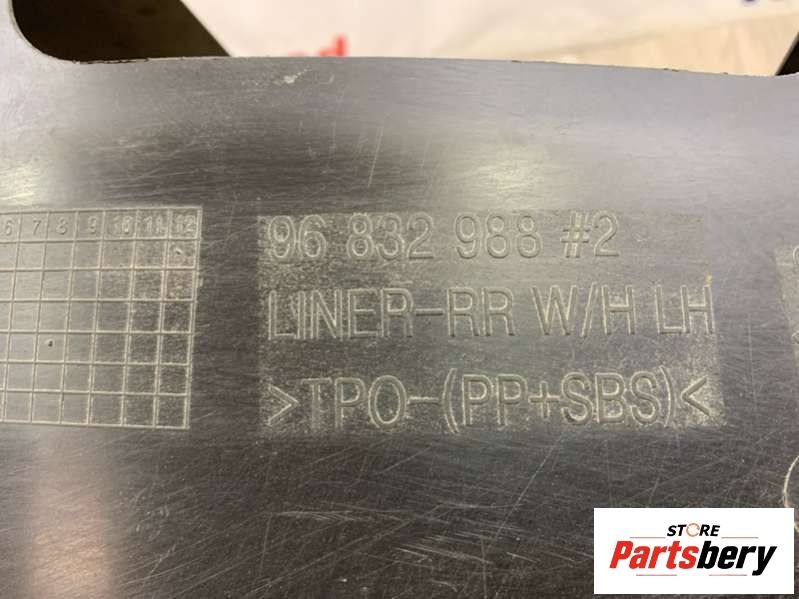 6 7 8 9 10 11 12
96 832 988 #2
LINER-RR W/H LH
>TPO-(PP+SBS)<
STORE
Partsbery